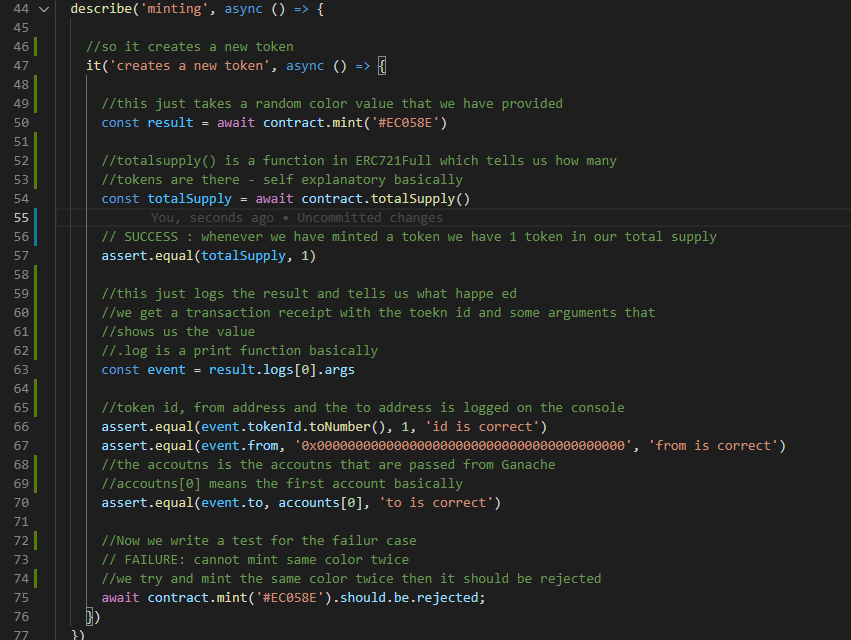 44 describe('minting', async () => {
45
46 //so it creates a new token
47 it('creates a new token', async () => {
48
49 //this just takes a random color value that we have provided
50 const result = await contract.mint('#EC058E')
51
52 //totalsupply() is a function in ERC721Full which tells us how many
53 //tokens are there - self explanatory basically
54 const totalSupply = await contract.totalSupply()
55 You, seconds ago • Uncommitted changes
56 // SUCCESS : whenever we have minted a token we have 1 token in our total supply
57 assert.equal(totalSupply, 1)
58
59 //this just logs the result and tells us what happe ed
60 //we get a transaction receipt with the toekn id and some arguments that
61 //shows us the value
62 //.log is a print function basically
63 const event = result.logs[0].args
64
65 //token id, from address and the to address is logged on the console
66 assert.equal(event.tokenId.toNumber(), 1, 'id is correct')
67 assert.equal(event.from, '0x0000000000000000000000000000000000000000', 'from is correct')
68 //the accoutns is the accoutns that are passed from Ganache
69 //accoutns[0] means the first account basically
70 assert.equal(event.to, accounts[0], 'to is correct')
71
72 //Now we write a test for the failur case
73 // FAILURE: cannot mint same color twice
74 //we try and mint the same color twice then it should be rejected
75 await contract.mint('#EC058E').should.be.rejected;
76 })
77 })